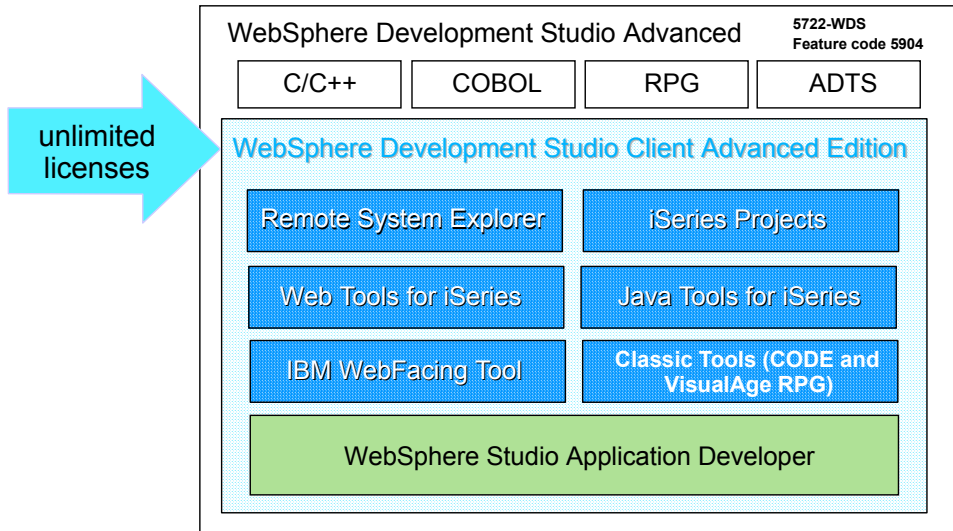 WebSphere Development Studio Advanced
5722-WDS
Feature code 5904
C/C++
COBOL
RPG
ADTS
unlimited
licenses
WebSphere Development Studio Client Advanced Edition
Remote System Explorer
iSeries Projects
Web Tools for iSeries
Java Tools for iSeries
IBM WebFacing Tool
Classic Tools (CODE and
VisualAge RPG)
WebSphere Studio Application Developer